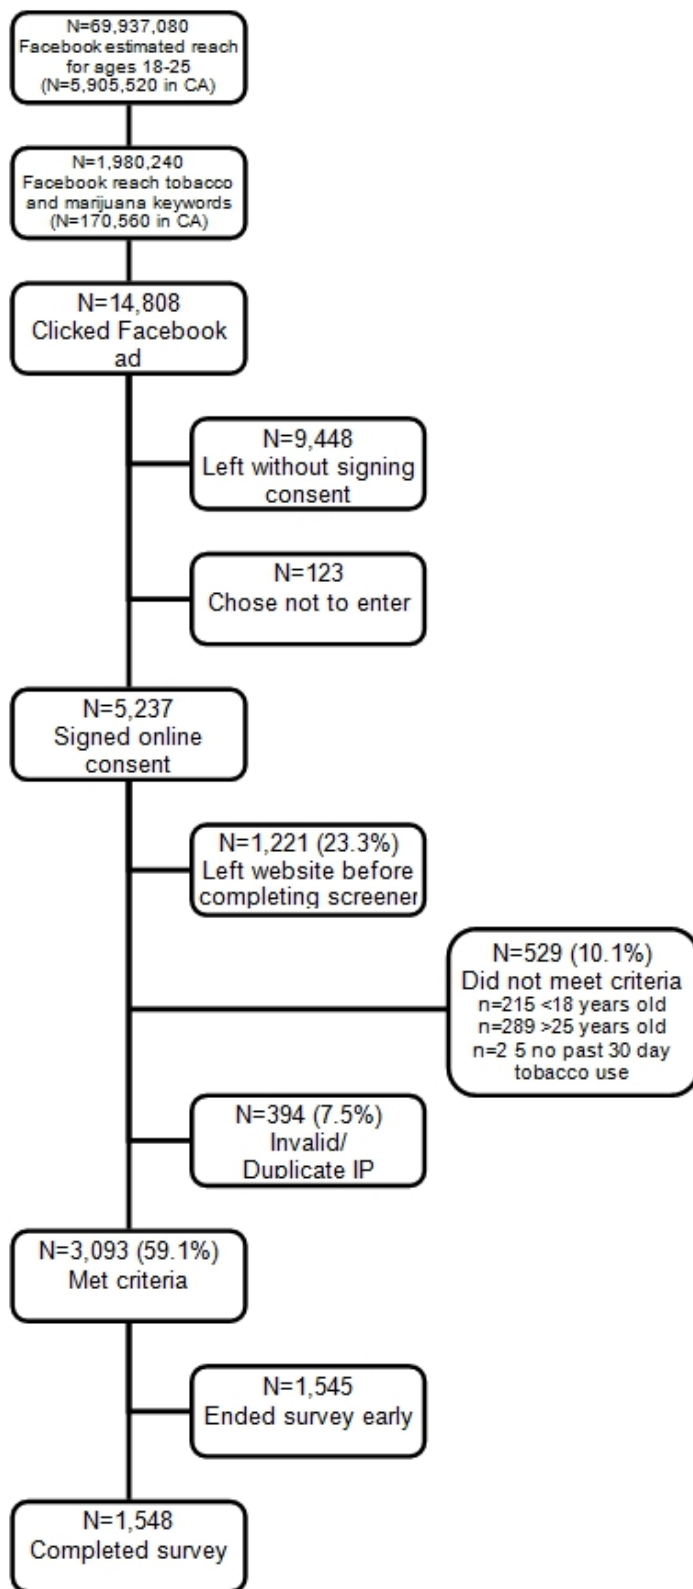 N=69,937,080
Facebook estimated reach
for ages 18-25
(N=5,905,520 in CA)
N=1,980,240
Facebook reach tobacco
and marijuana keywords
(N=170,560 in CA)
N=14,808
Clicked Facebook
ad
N=9,448
Left without signing
consent
N=123
Chose not to enter
N=5,237
Signed online
consent
N=1,221 (23.3%)
Left website before
completing screener
N=529 (10.1%)
Did not meet criteria
n=215 <18 years old
n=289 >25 years old
n=2 5 no past 30 day
tobacco use
N=394 (7.5%)
Invalid/
Duplicate IP
N=3,093 (59.1%)
Met criteria
N=1,545
Ended survey early
N=1,548
Completed survey